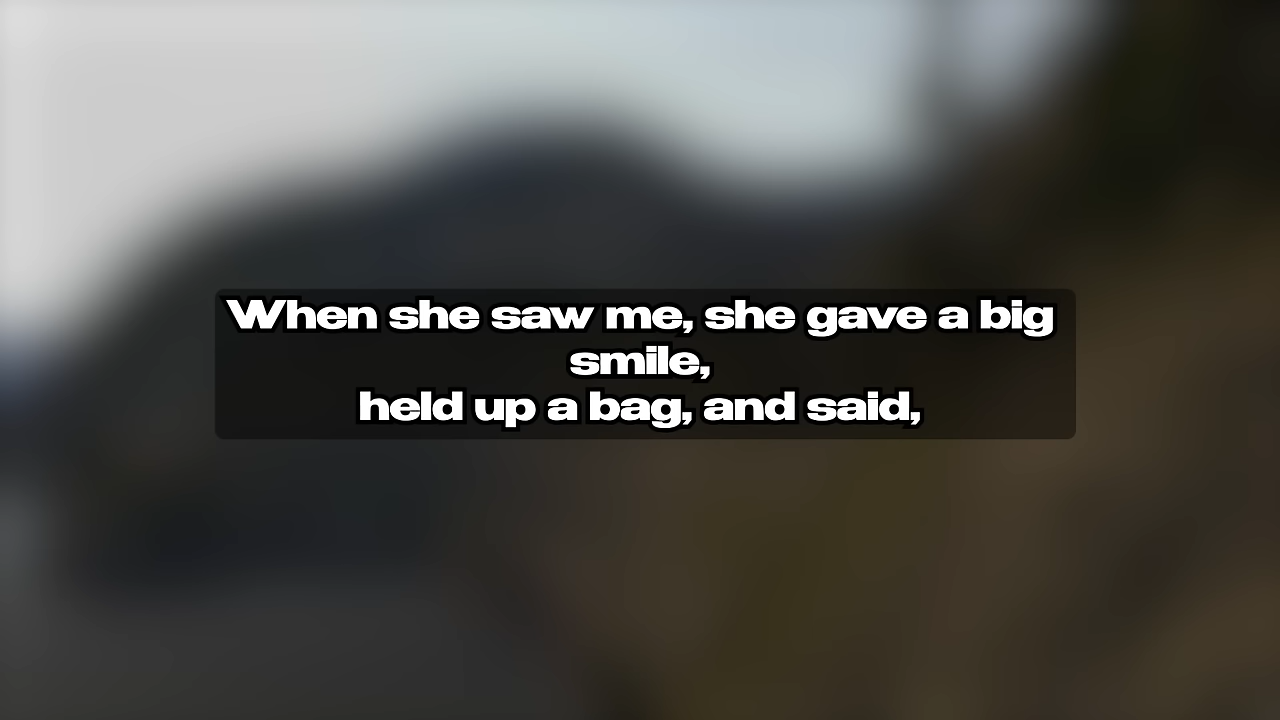 When she saw me, she gave a big
smile,
held up a bag, and said,